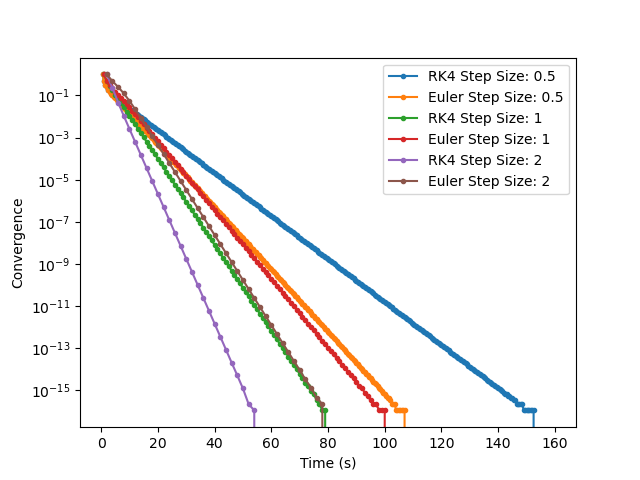 RK4 Step Size: 0.5
Euler Step Size: 0.5
RK4 Step Size: 1
Euler Step Size: 1
RK4 Step Size: 2
Euler Step Size: 2
Convergence
10⁻¹
10⁻³
10⁻⁵
10⁻⁷
10⁻⁹
10⁻¹¹
10⁻¹³
10⁻¹⁵
0 20 40 60 80 100 120 140 160
Time (s)